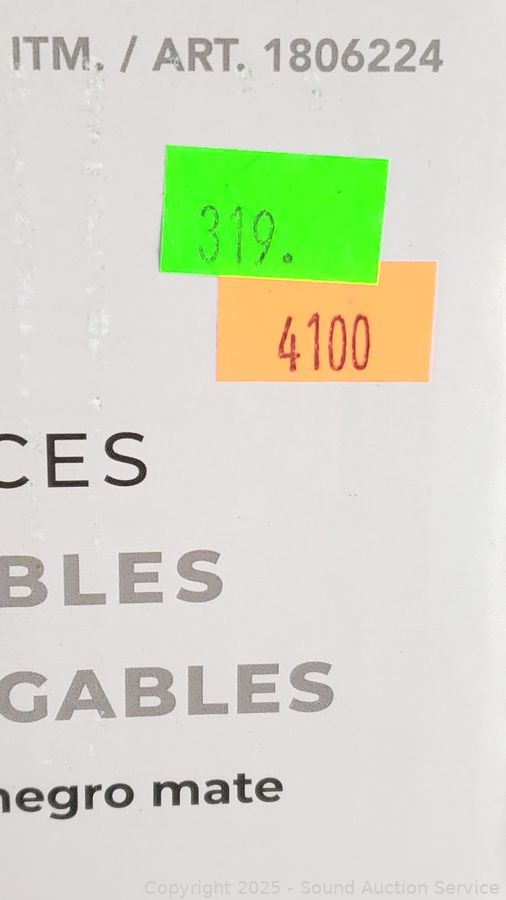 ITM. / ART. 1806224
319.
4100
CES
BLES
GABLES
negro mate
Copyright 2025 - Sound Auction Service